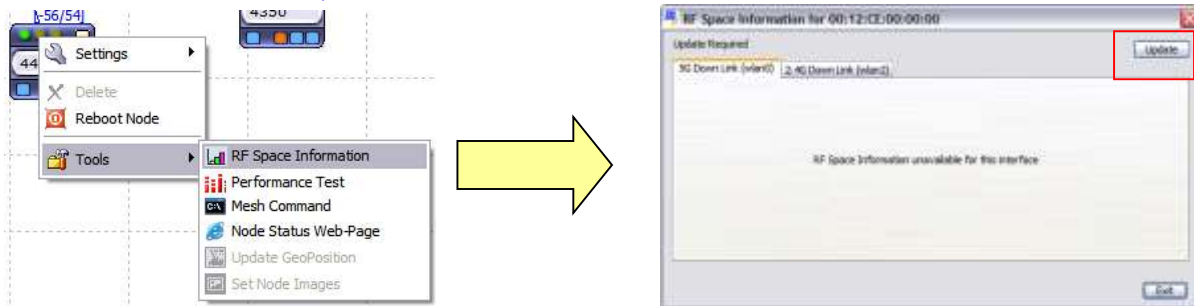 [-56/54]
4350
44
Settings
Delete
Reboot Node
Tools
RF Space Information
Performance Test
Mesh Command
Node Status Web-Page
Update GeoPosition
Set Node Images
RF Space Information for 00:12:CE:00:00:00
Update Required
Update
5G Down Link (wlan0)
2.4G Down Link (wlan2)
RF Space Information unavailable for this interface
Exit